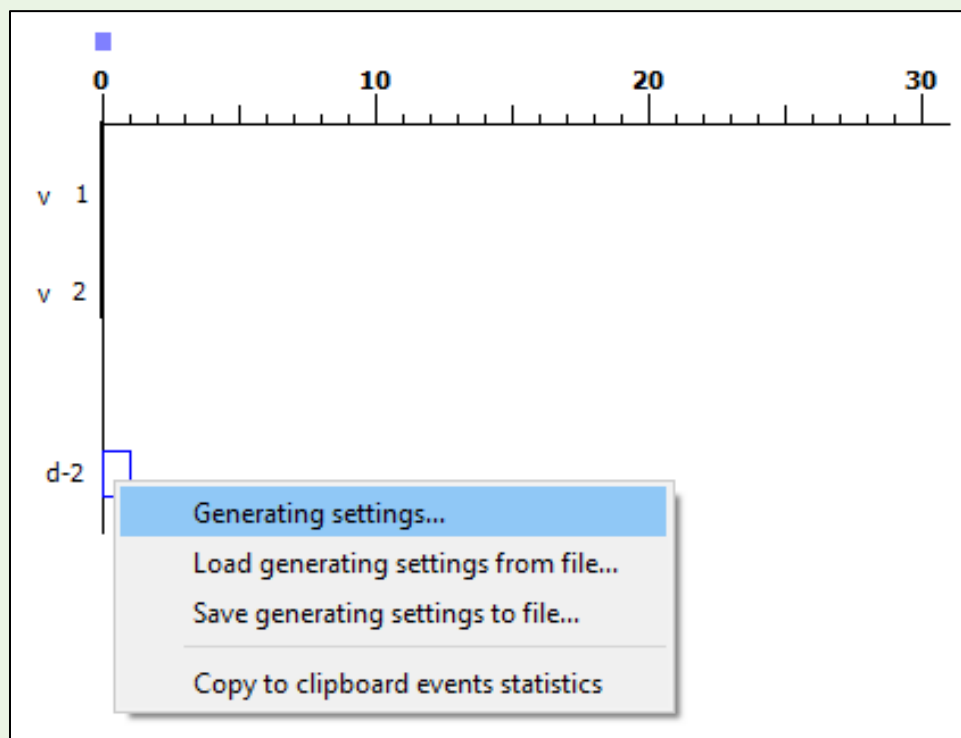 0 10 20 30
v 1
v 2
d-2
Generating settings...
Load generating settings from file...
Save generating settings to file...
Copy to clipboard events statistics